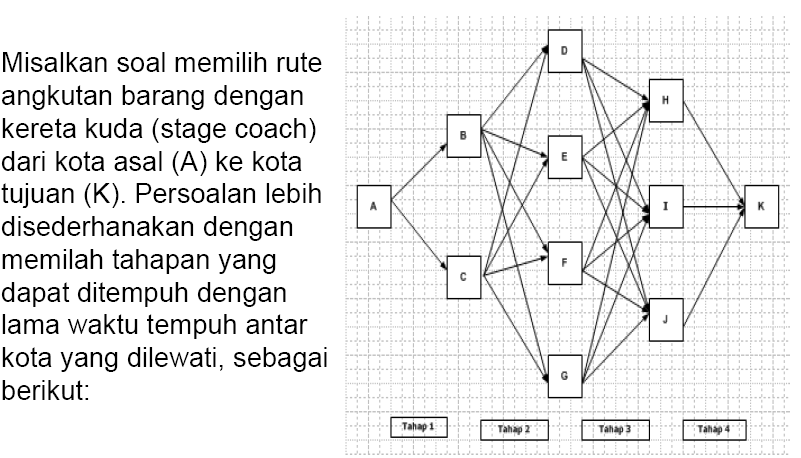 Misalkan soal memilih rute
angkutan barang dengan
kereta kuda (stage coach)
dari kota asal (A) ke kota
tujuan (K). Persoalan lebih
disederhanakan dengan
memilah tahapan yang
dapat ditempuh dengan
lama waktu tempuh antar
kota yang dilewati, sebagai
berikut:
D
H
B
E
A
I
K
F
C
J
G
Tahap 1
Tahap 2
Tahap 3
Tahap 4